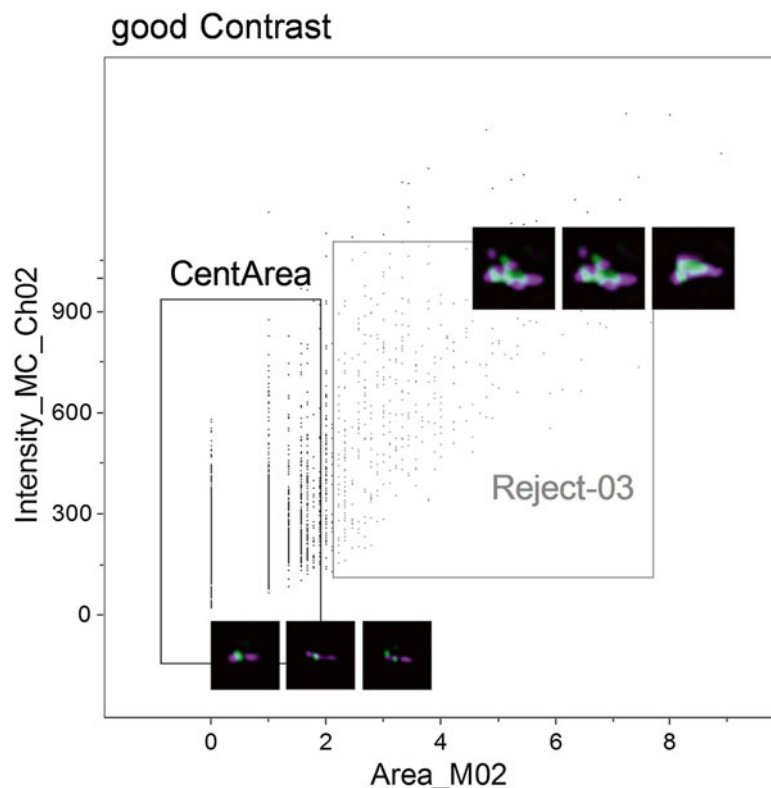 good Contrast
CentArea
Intensity_MC_Ch02
900
600
300
0
Reject-03
0 2 4 6 8
Area_M02